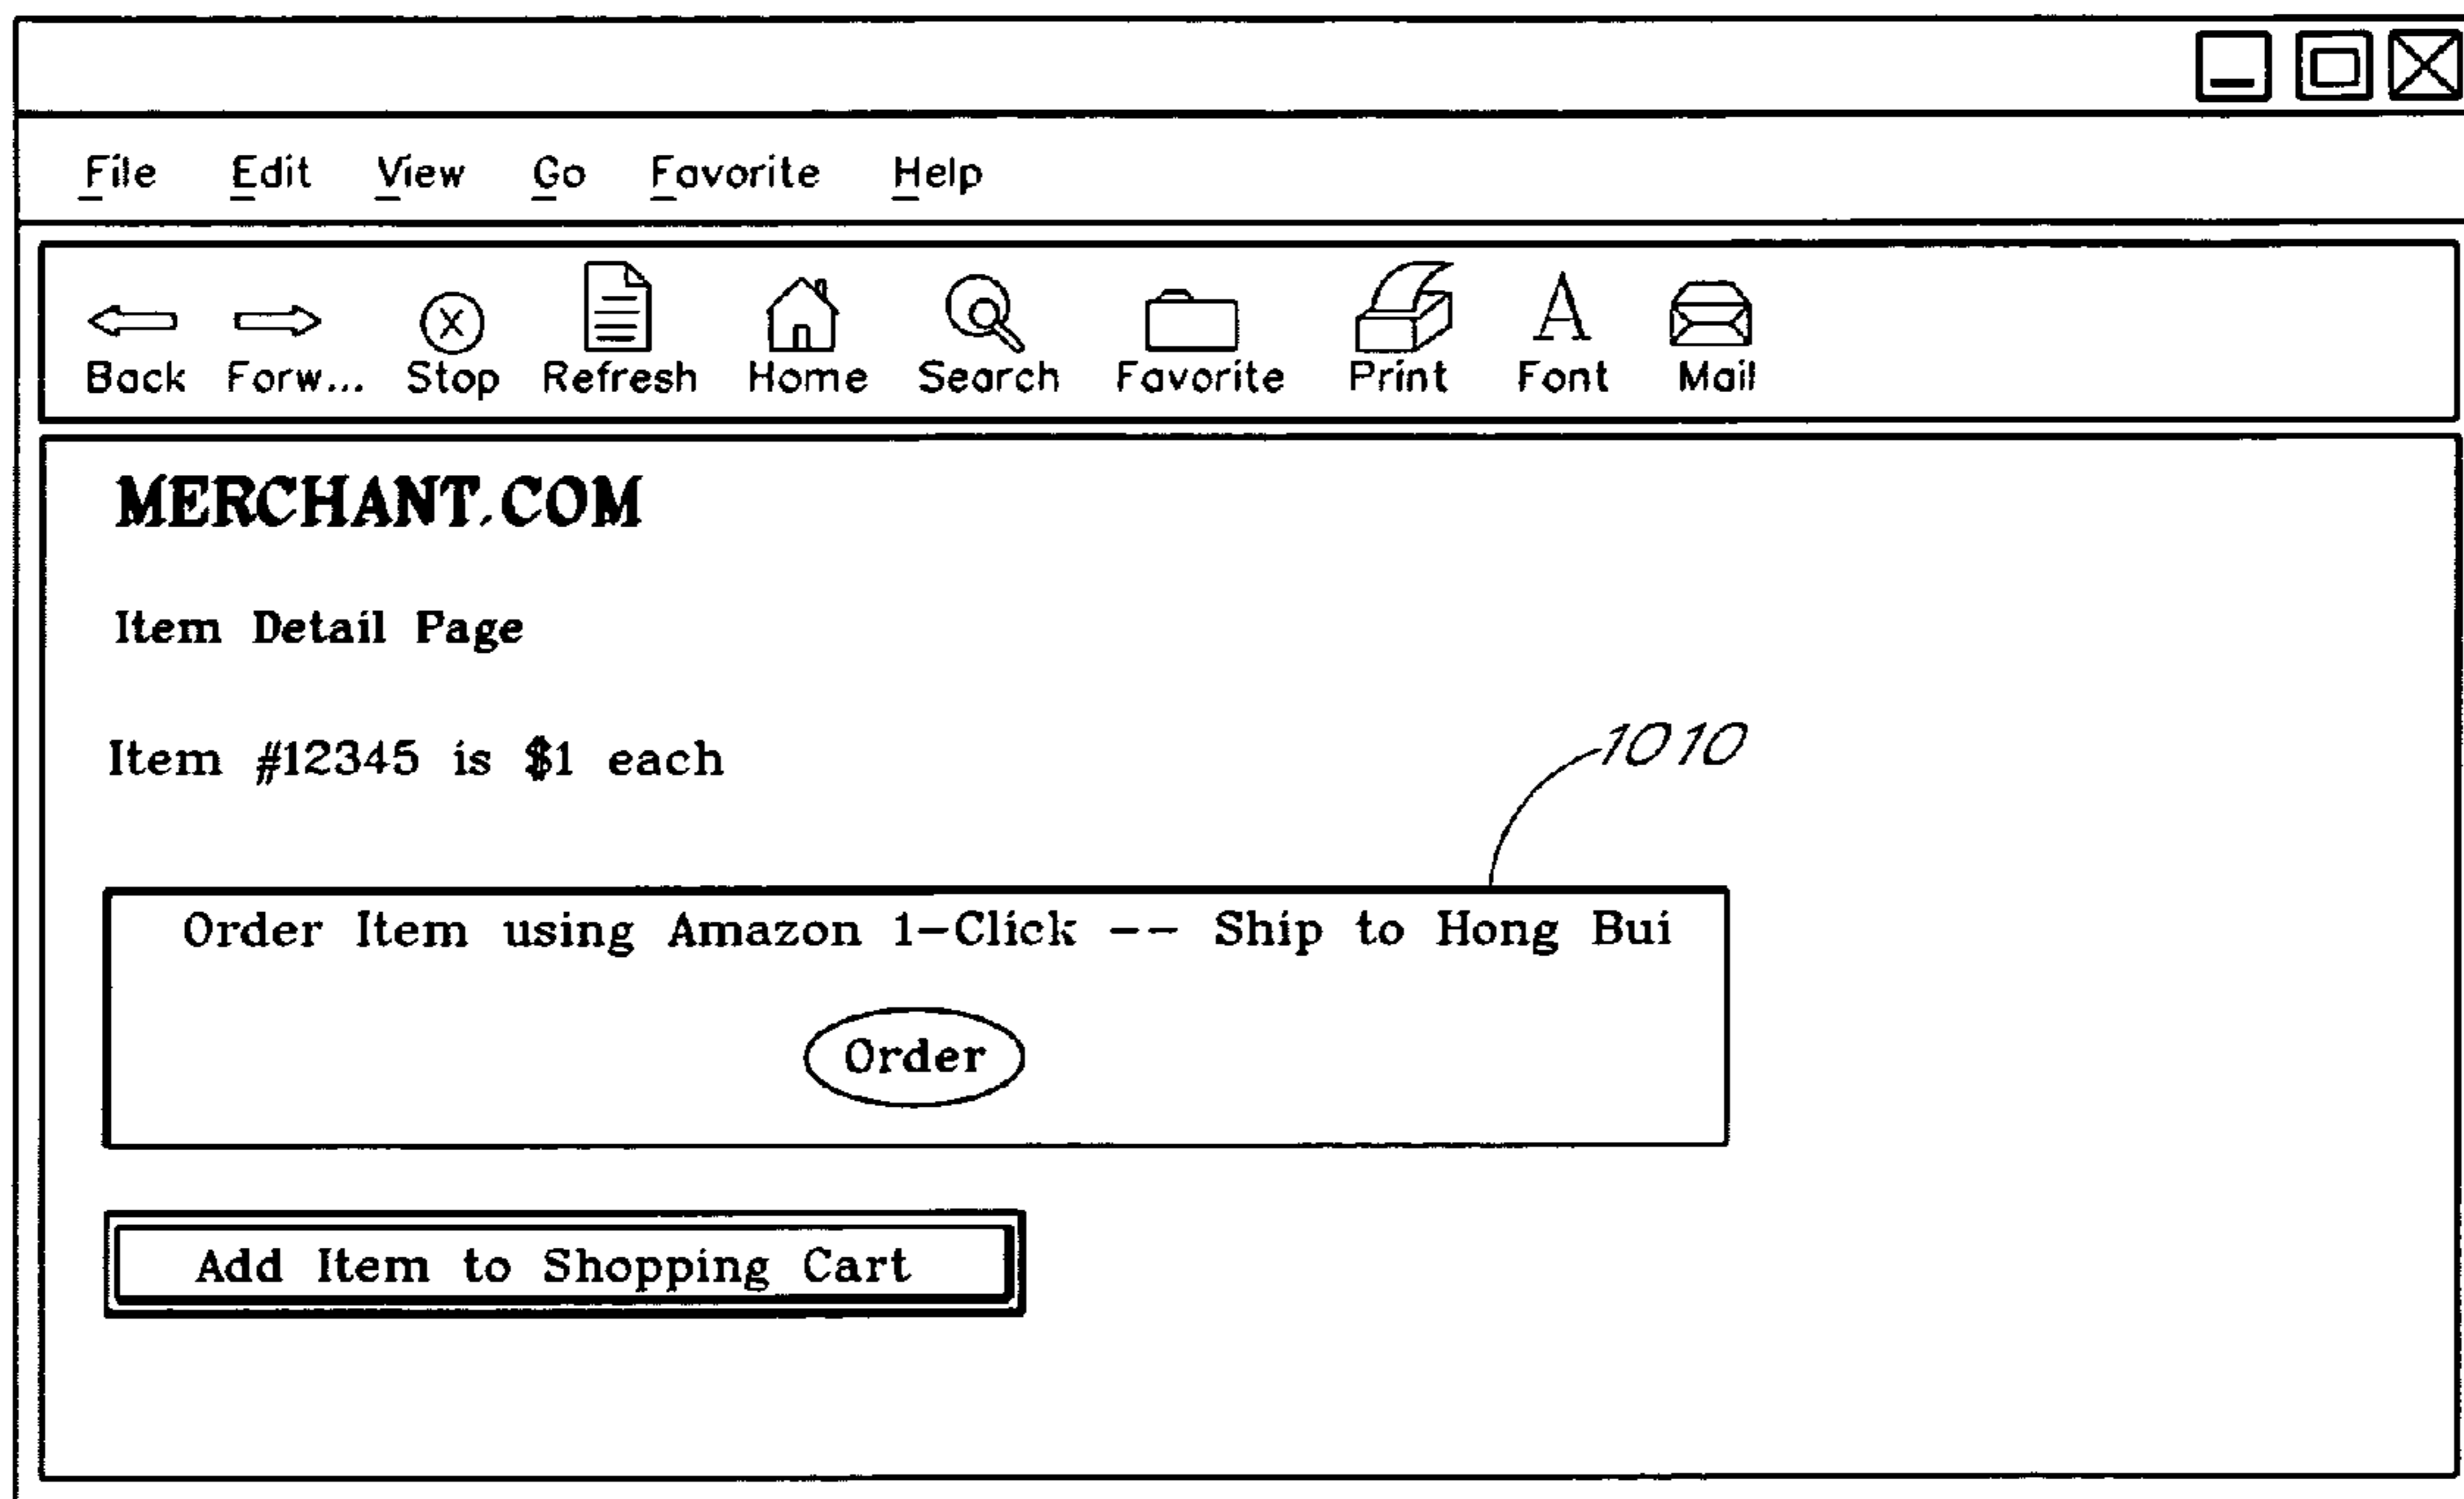 File Edit View Go Favorite Help
Back Forw... Stop Refresh Home Search Favorite Print Font Mail
MERCHANT.COM
Item Detail Page
Item #12345 is $1 each
1010
Order Item using Amazon 1-Click -- Ship to Hong Bui
Order
Add Item to Shopping Cart